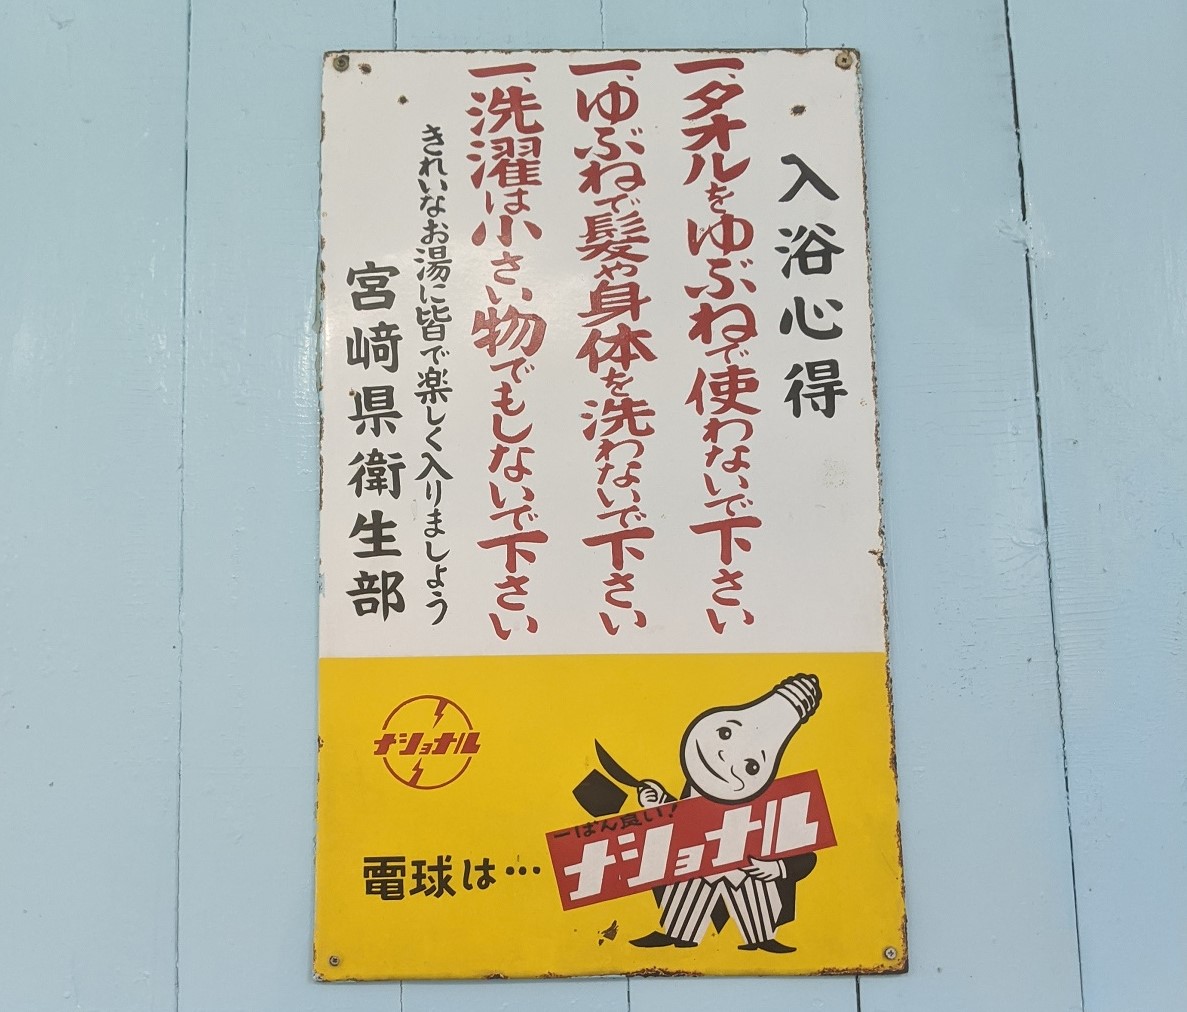 入浴心得
一、タオルをゆぶねで使わないで下さい
一、ゆぶねで髪や身体を洗わないで下さい
一、洗濯は小さい物でもしないで下さい
きれいなお湯に皆で楽しく入りましょう
宮﨑県衛生部
ナショナル
電球は…
一ばん良い!
ナショナル